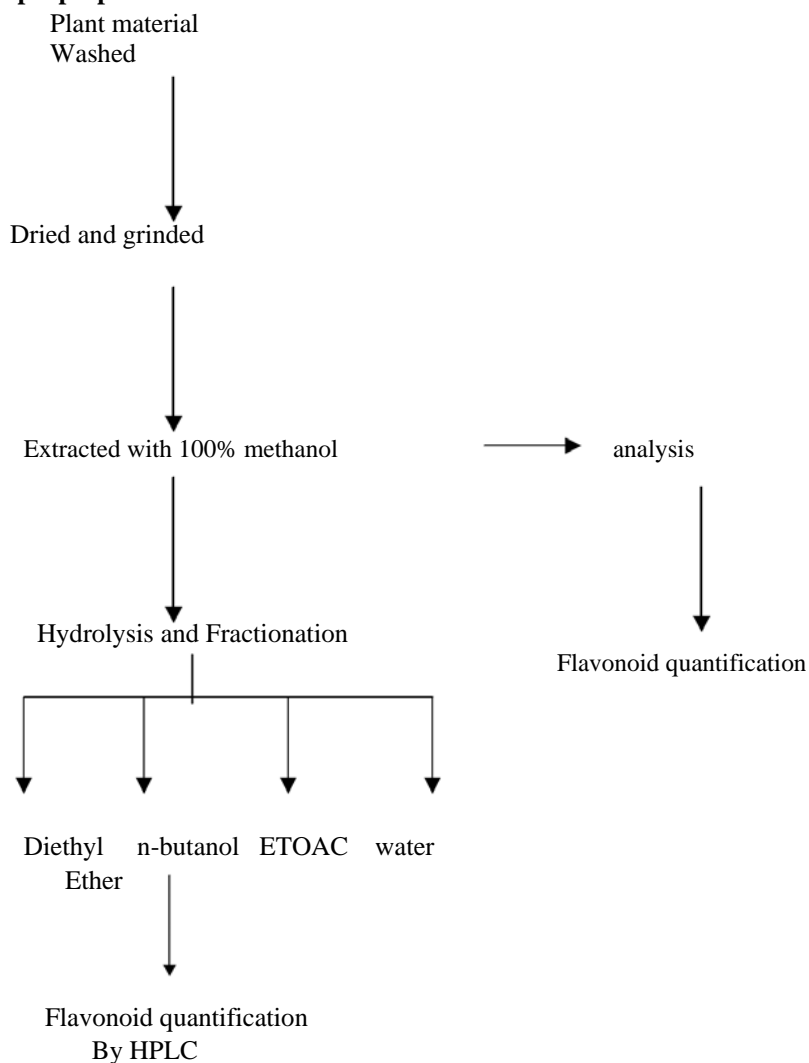 Plant material
Washed
Dried and grinded
Extracted with 100% methanol
analysis
Hydrolysis and Fractionation
Flavonoid quantification
Diethyl n-butanol ETOAC water
Ether
Flavonoid quantification
By HPLC